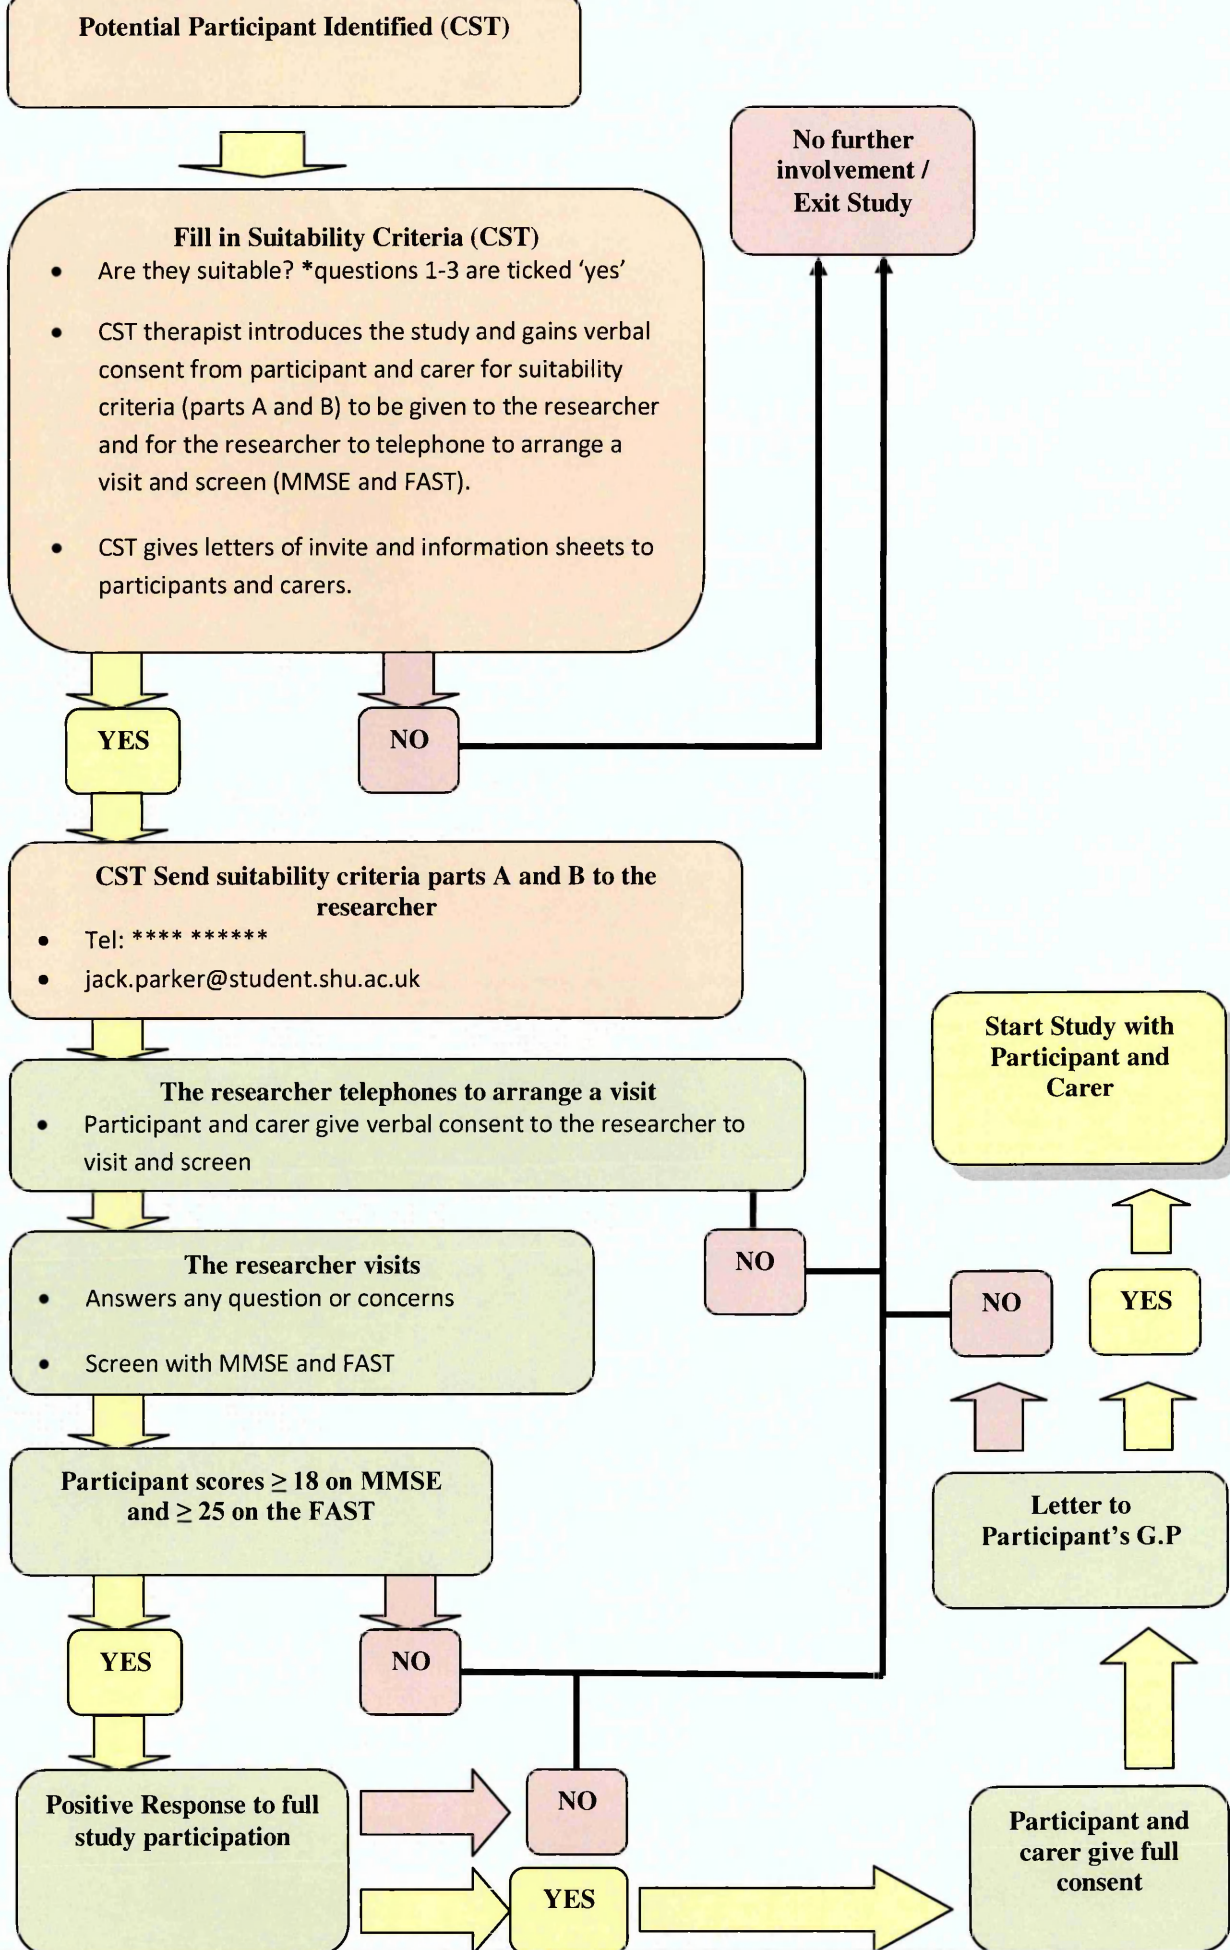 Potential Participant Identified (CST)
No further
involvement /
Exit Study
Fill in Suitability Criteria (CST)
• Are they suitable? *questions 1-3 are ticked ‘yes’
• CST therapist introduces the study and gains verbal
consent from participant and carer for suitability
criteria (parts A and B) to be given to the researcher
and for the researcher to telephone to arrange a
visit and screen (MMSE and FAST).
• CST gives letters of invite and information sheets to
participants and carers.
YES
NO
CST Send suitability criteria parts A and B to the
researcher
• Tel: **** ******
• jack.parker@student.shu.ac.uk
The researcher telephones to arrange a visit
• Participant and carer give verbal consent to the researcher to
visit and screen
NO
The researcher visits
• Answers any question or concerns
• Screen with MMSE and FAST
Participant scores ≥ 18 on MMSE
and ≥ 25 on the FAST
YES
NO
Positive Response to full
study participation
NO
YES
Participant and
carer give full
consent
Letter to
Participant’s G.P
NO
YES
Start Study with
Participant and
Carer